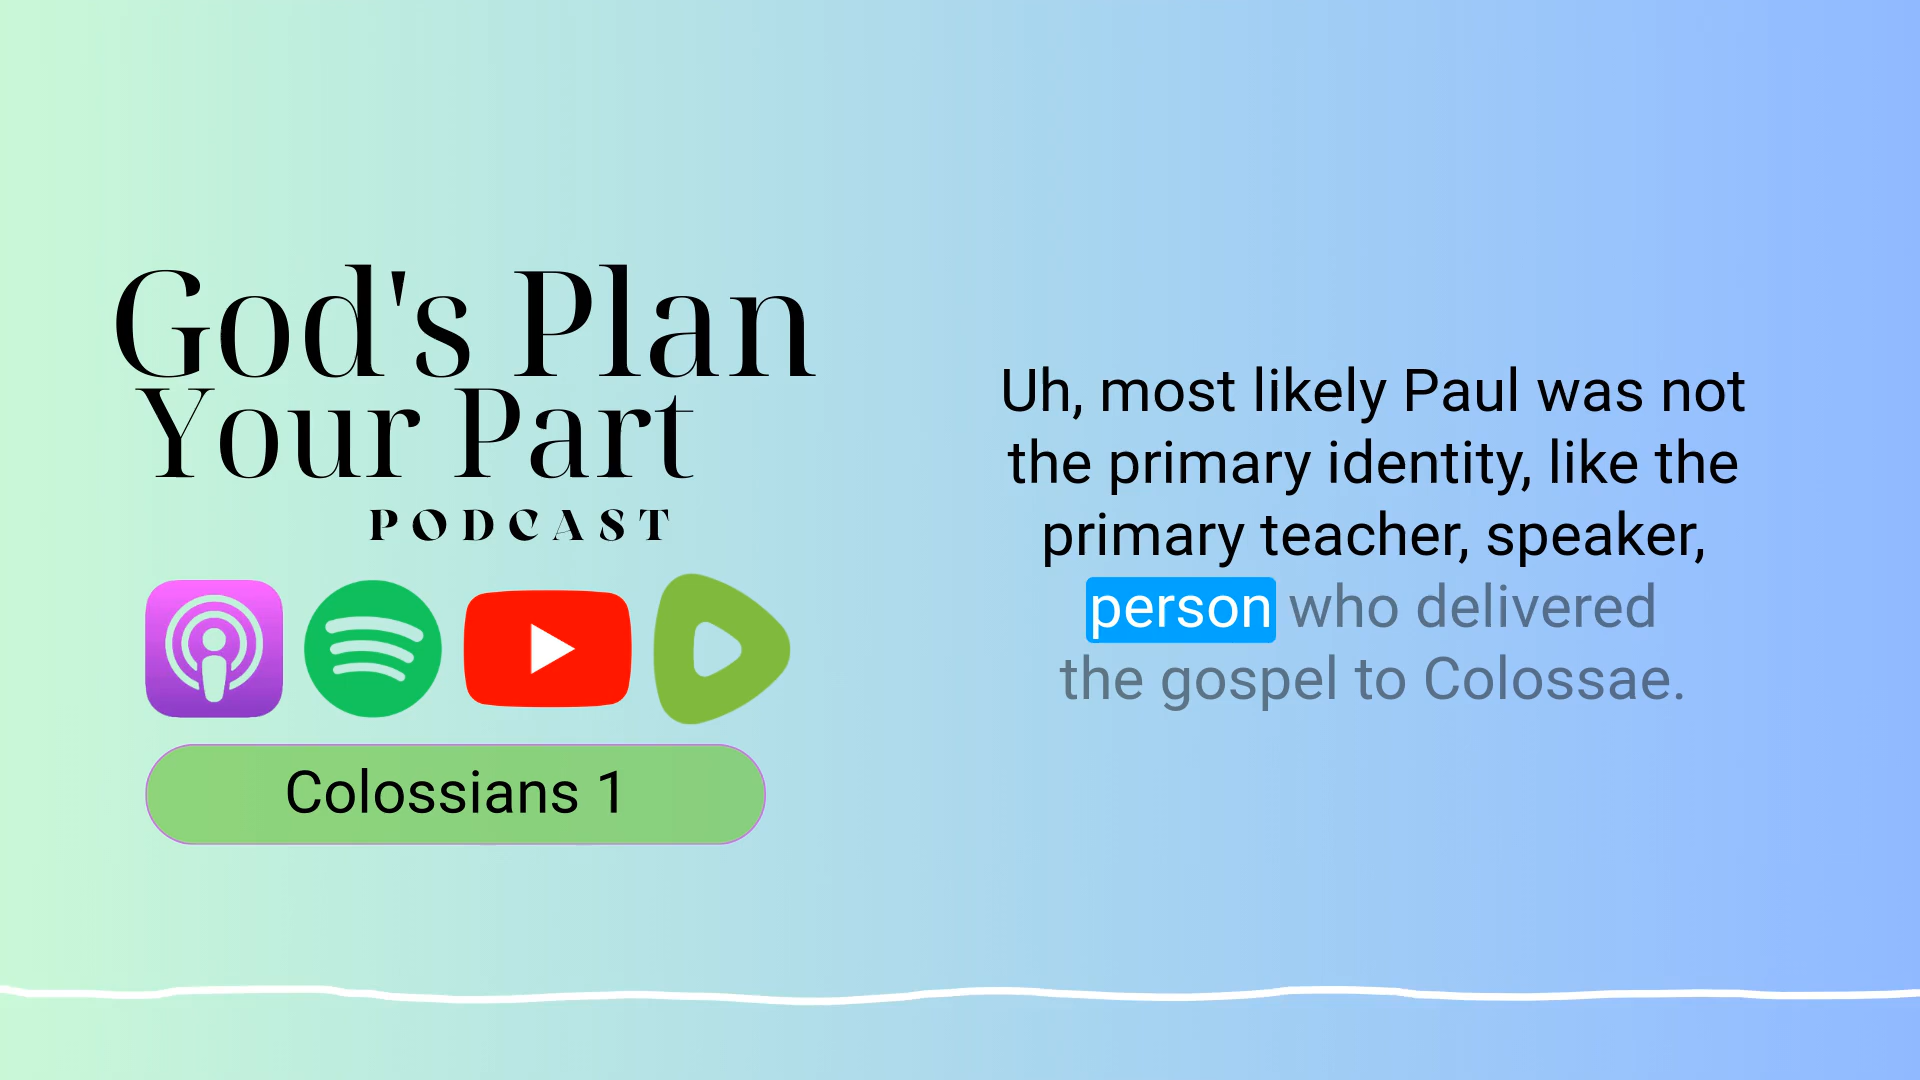 God's Plan
Your Part
PODCAST
Colossians 1
Uh, most likely Paul was not
the primary identity, like the
primary teacher, speaker,
person who delivered
the gospel to Colossae.